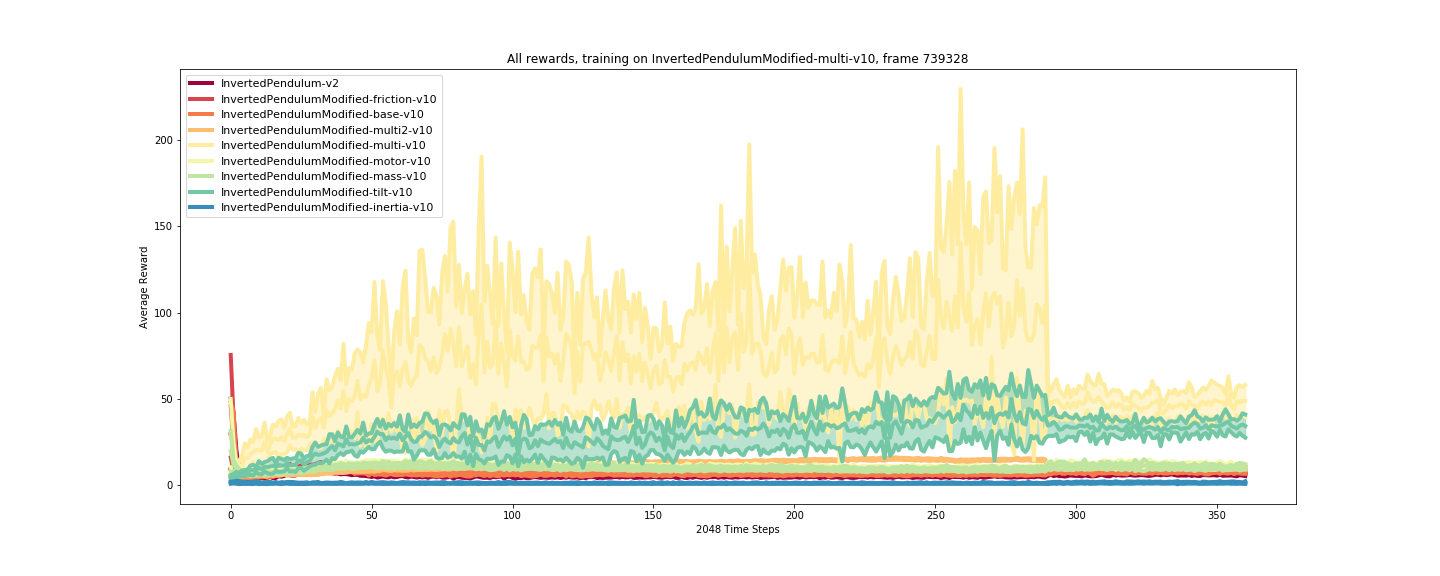 All rewards, training on InvertedPendulumModified-multi-v10, frame 739328
InvertedPendulum-v2
InvertedPendulumModified-friction-v10
InvertedPendulumModified-base-v10
InvertedPendulumModified-multi2-v10
InvertedPendulumModified-multi-v10
InvertedPendulumModified-motor-v10
InvertedPendulumModified-mass-v10
InvertedPendulumModified-tilt-v10
InvertedPendulumModified-inertia-v10
Average Reward
200
150
100
50
0
0 50 100 150 200 250 300 350
2048 Time Steps